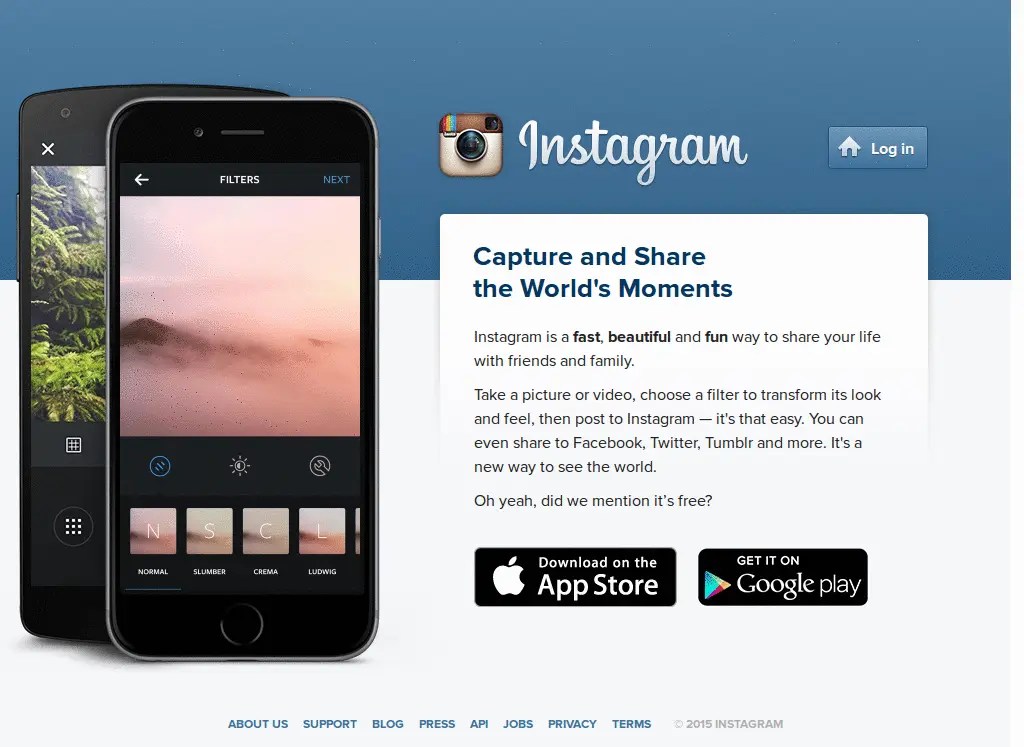 Instagram
Log in
FILTERS
NEXT
N
S
C
L
NORMAL
SLUMBER
CREMA
LUDWIG
Capture and Share
the World's Moments
Instagram is a fast, beautiful and fun way to share your life
with friends and family.
Take a picture or video, choose a filter to transform its look
and feel, then post to Instagram — it's that easy. You can
even share to Facebook, Twitter, Tumblr and more. It's a
new way to see the world.
Oh yeah, did we mention it’s free?
Download on the
App Store
GET IT ON
Google play
ABOUT US SUPPORT BLOG PRESS API JOBS PRIVACY TERMS © 2015 INSTAGRAM